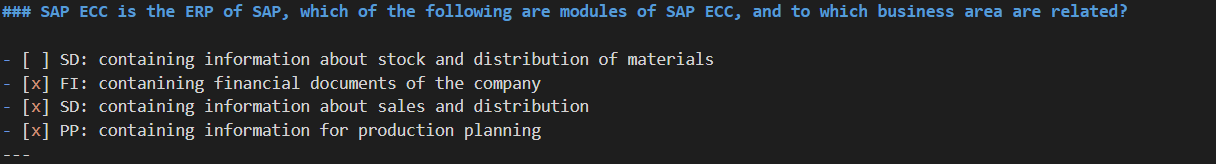 ### SAP ECC is the ERP of SAP, which of the following are modules of SAP ECC, and to which business area are related?
- [ ] SD: containing information about stock and distribution of materials
- [x] FI: contanining financial documents of the company
- [x] SD: containing information about sales and distribution
- [x] PP: containing information for production planning
---